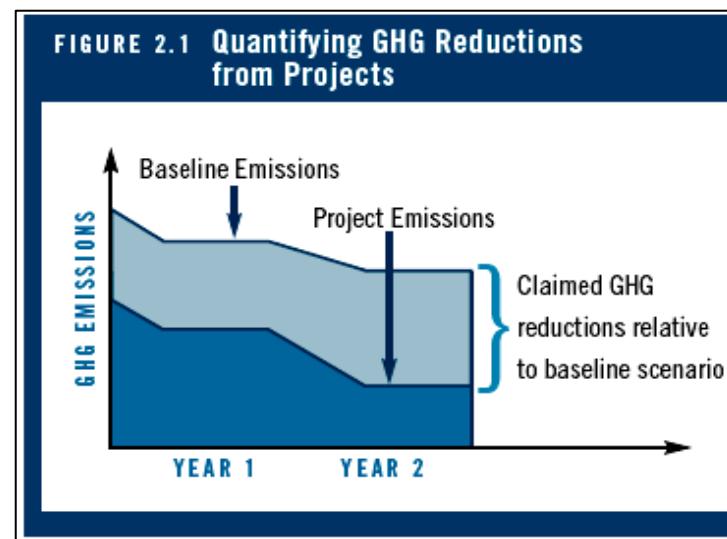 FIGURE 2.1 Quantifying GHG Reductions
from Projects
Baseline Emissions
Project Emissions
GHG EMISSIONS
Claimed GHG
reductions relative
to baseline scenario
YEAR 1 YEAR 2